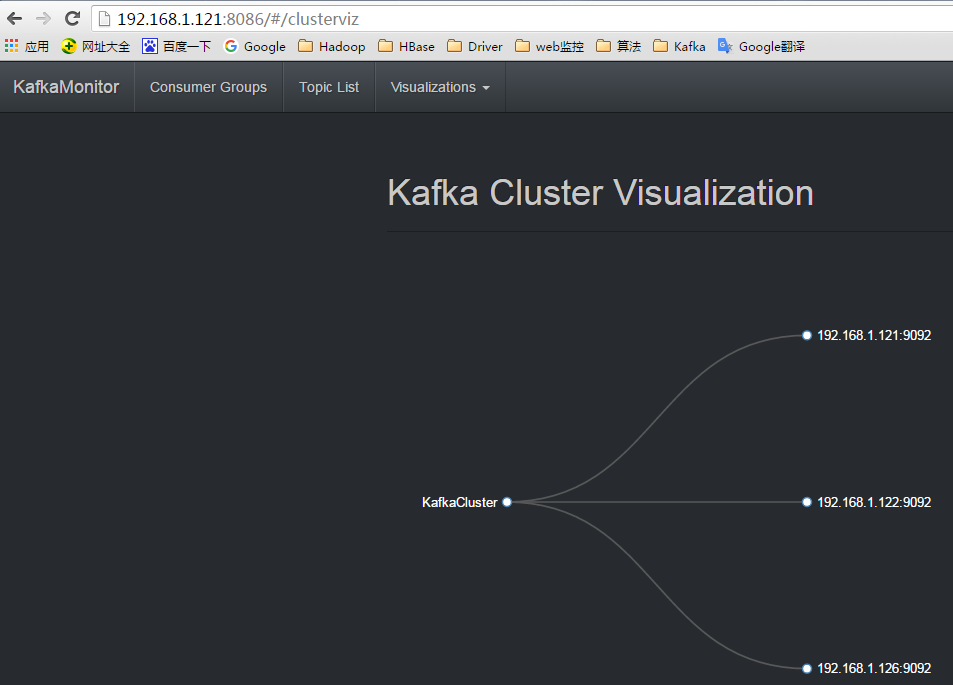 192.168.1.121:8086/#/clusterviz
应用 网址大全 百度一下 Google Hadoop HBase Driver web监控 算法 Kafka Google翻译
KafkaMonitor Consumer Groups Topic List Visualizations
Kafka Cluster Visualization
192.168.1.121:9092
KafkaCluster 192.168.1.122:9092
192.168.1.126:9092